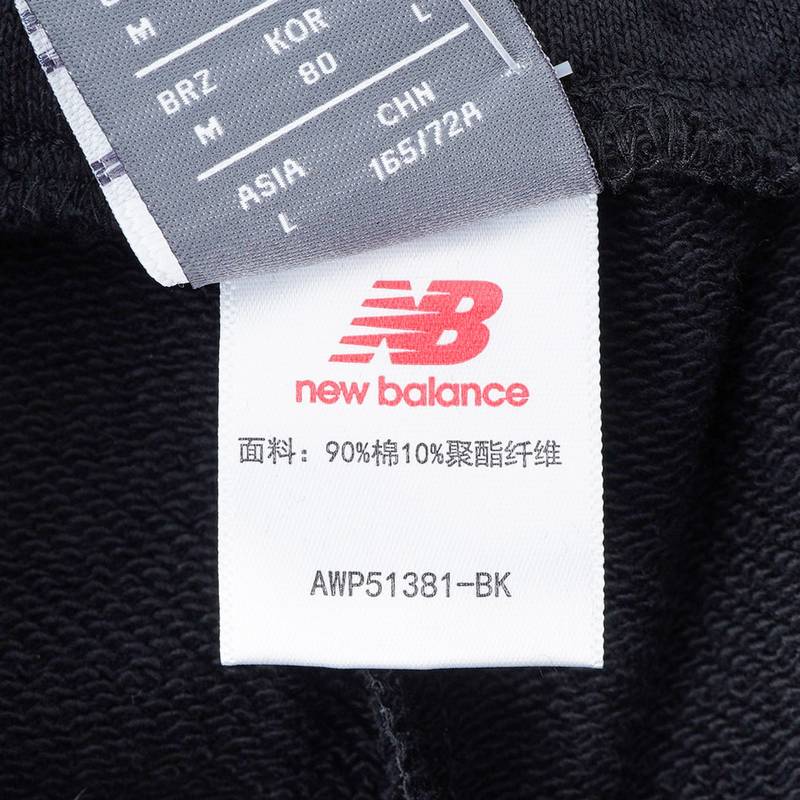 M
L
KOR
80
BRZ
M
CHN
165/72A
ASIA
L
NB
new balance
面料：90%棉10%聚酯纤维
AWP51381-BK